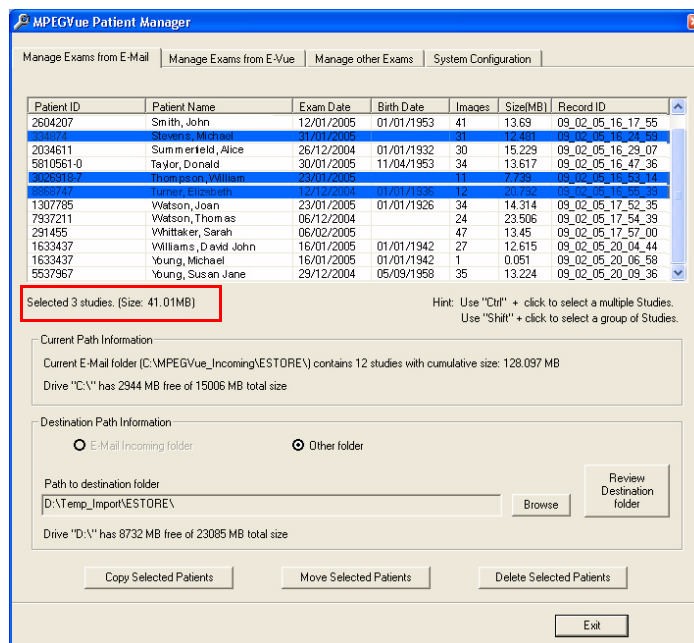 MPEGVue Patient Manager
Manage Exams from E-Mail Manage Exams from E-Vue Manage other Exams System Configuration
Patient ID Patient Name Exam Date Birth Date Images Size(MB) Record ID
2604207 Smith, John 12/01/2005 01/01/1953 41 13.69 09_02_05_16_17_55
334874 Stevens, Michael 31/01/2005 31 12.481 09_02_05_16_24_59
2034611 Summerfield, Alice 26/12/2004 01/01/1932 30 15.229 09_02_05_16_29_07
5810561-0 Taylor, Donald 30/01/2005 11/04/1953 34 13.617 09_02_05_16_47_36
3026918-7 Thompson, William 23/01/2005 11 7.739 09_02_05_16_53_14
8868747 Turner, Elizabeth 12/12/2004 01/01/1936 12 20.792 09_02_05_16_55_39
1307785 Watson, Joan 23/01/2005 01/01/1926 34 14.314 09_02_05_17_52_35
7937211 Watson, Thomas 06/12/2004 24 23.506 09_02_05_17_54_39
291455 Whittaker, Sarah 06/02/2005 47 13.45 09_02_05_17_57_00
1633437 Williams, David John 16/01/2005 01/01/1942 27 12.615 09_02_05_20_04_44
1633437 Young, Michael 16/01/2005 01/01/1942 1 0.051 09_02_05_20_06_58
5537967 Young, Susan Jane 29/12/2004 05/09/1958 35 13.224 09_02_05_20_09_36
Selected 3 studies. (Size: 41.01MB) Hint: Use "Ctrl" + click to select a multiple Studies.
Use "Shift" + click to select a group of Studies.
Current Path Information
Current E-Mail folder (C:\MPEGVue_Incoming\ESTORE\) contains 12 studies with cumulative size: 128.097 MB
Drive "C:\" has 2944 MB free of 15006 MB total size
Destination Path Information
E-Mail Incoming folder Other folder
Path to destination folder
D:\Temp_Import\ESTORE\ Browse
Review
Destination
folder
Drive "D:\" has 8732 MB free of 23085 MB total size
Copy Selected Patients Move Selected Patients Delete Selected Patients
Exit